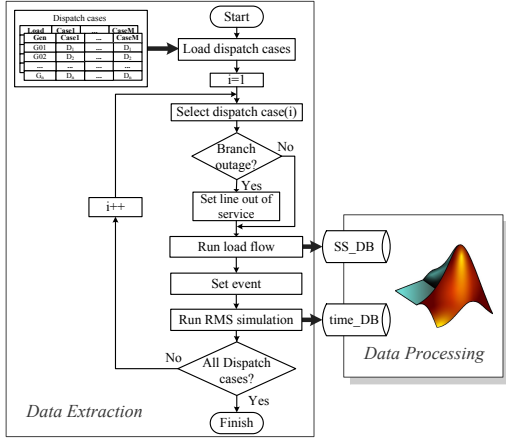 Dispatch cases
Load Case1 ... CaseM
Gen Case1 ... CaseM
G01 D₁ ... D₁
G02 D₂ ... D₂
... ... ... ...
Gₙ Dₙ ... Dₙ
Start
Load dispatch cases
i=1
Select dispatch case(i)
Branch
outage?
No
Yes
Set line out of
service
i++
Run load flow
SS_DB
Set event
Run RMS simulation
time_DB
No
All Dispatch
cases?
Yes
Finish
Data Extraction
Data Processing